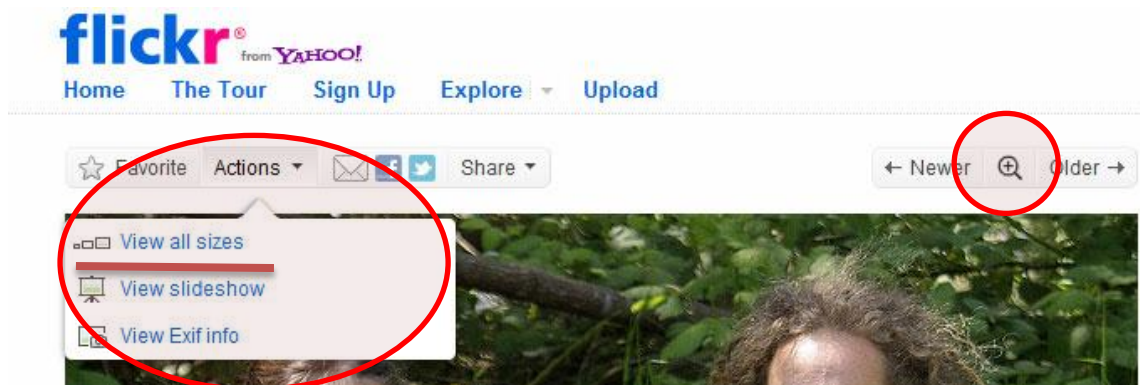 flickr® from YAHOO!
Home The Tour Sign Up Explore Upload
Favorite Actions Share ← Newer Older →
View all sizes
View slideshow
View Exif info